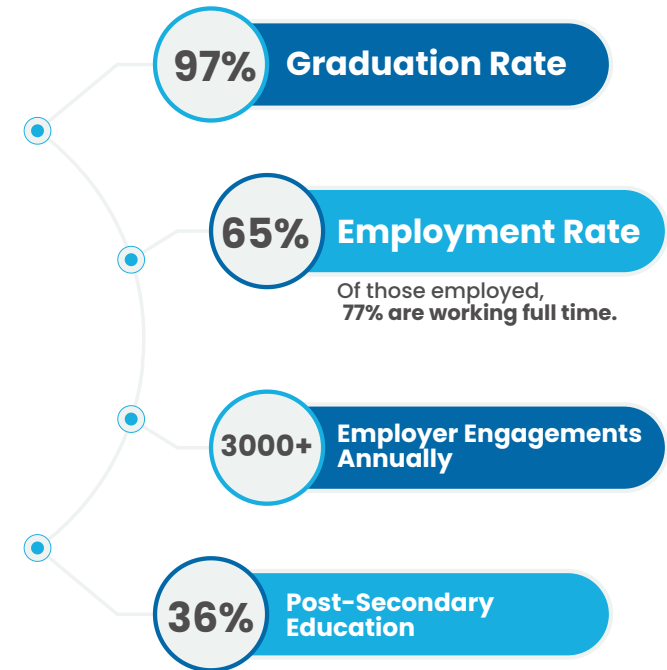 97% Graduation Rate
65% Employment Rate
Of those employed,
77% are working full time.
3000+ Employer Engagements
Annually
36% Post-Secondary
Education